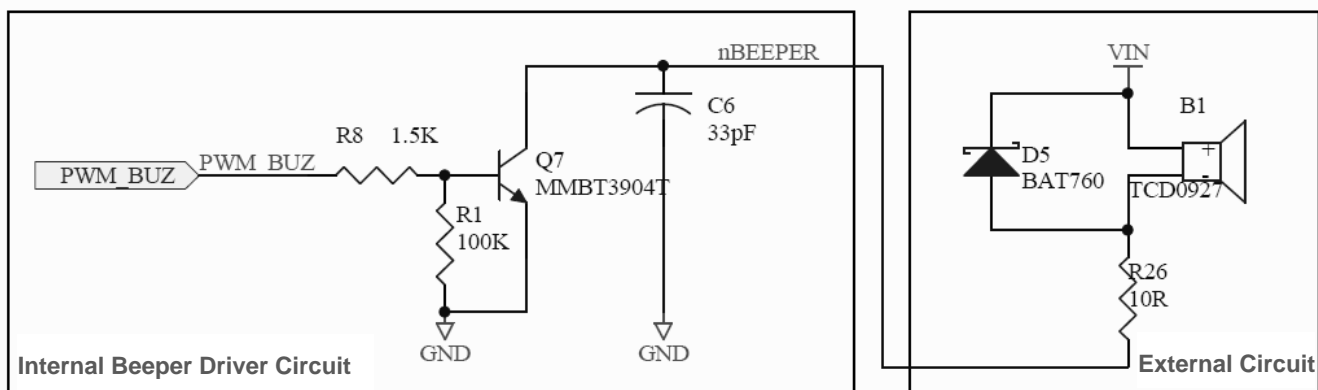 nBEEPER
VIN
C6
33pF
B1
R8 1.5K
PWM_BUZ
PWM_BUZ
Q7
MMBT3904T
D5
BAT760
+
-
TCD0927
R1
100K
R26
10R
GND
GND
Internal Beeper Driver Circuit
External Circuit